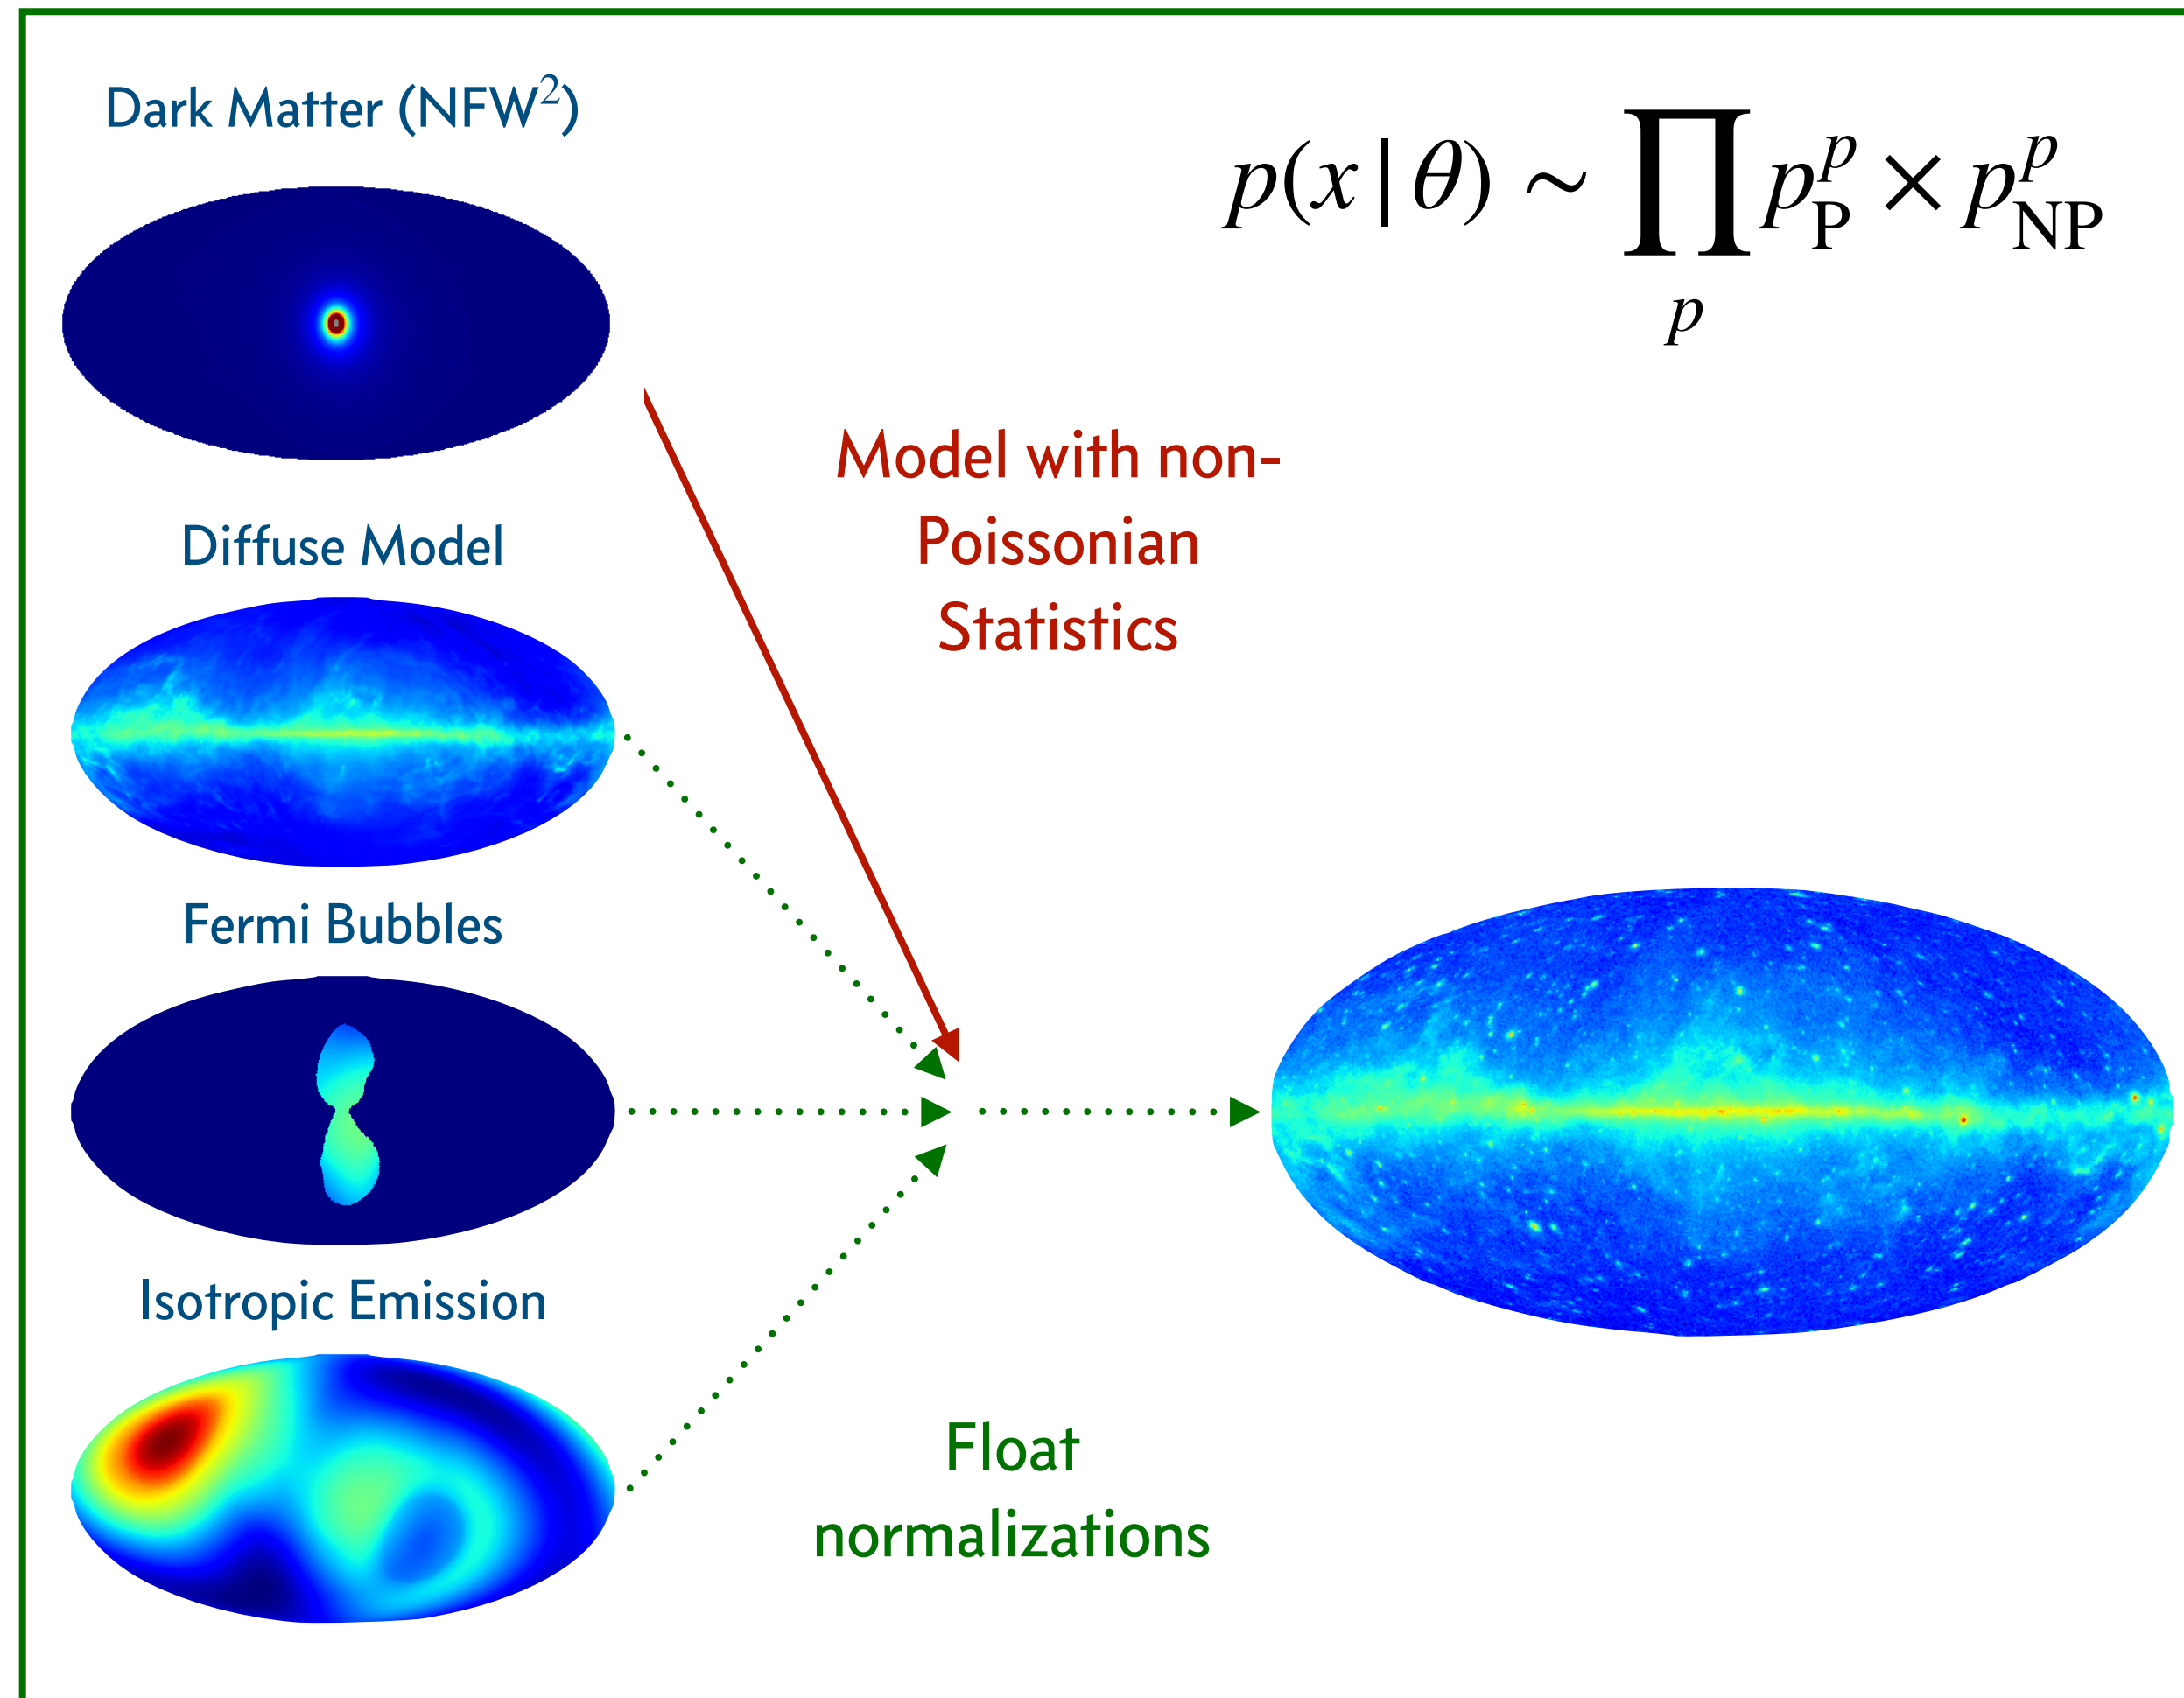 Dark Matter (NFW²)
p(x|θ) ~ ∏ₚ p_P^p × p_NP^p
Model with non-
Poissonian
Statistics
Diffuse Model
Fermi Bubbles
Isotropic Emission
Float
normalizations